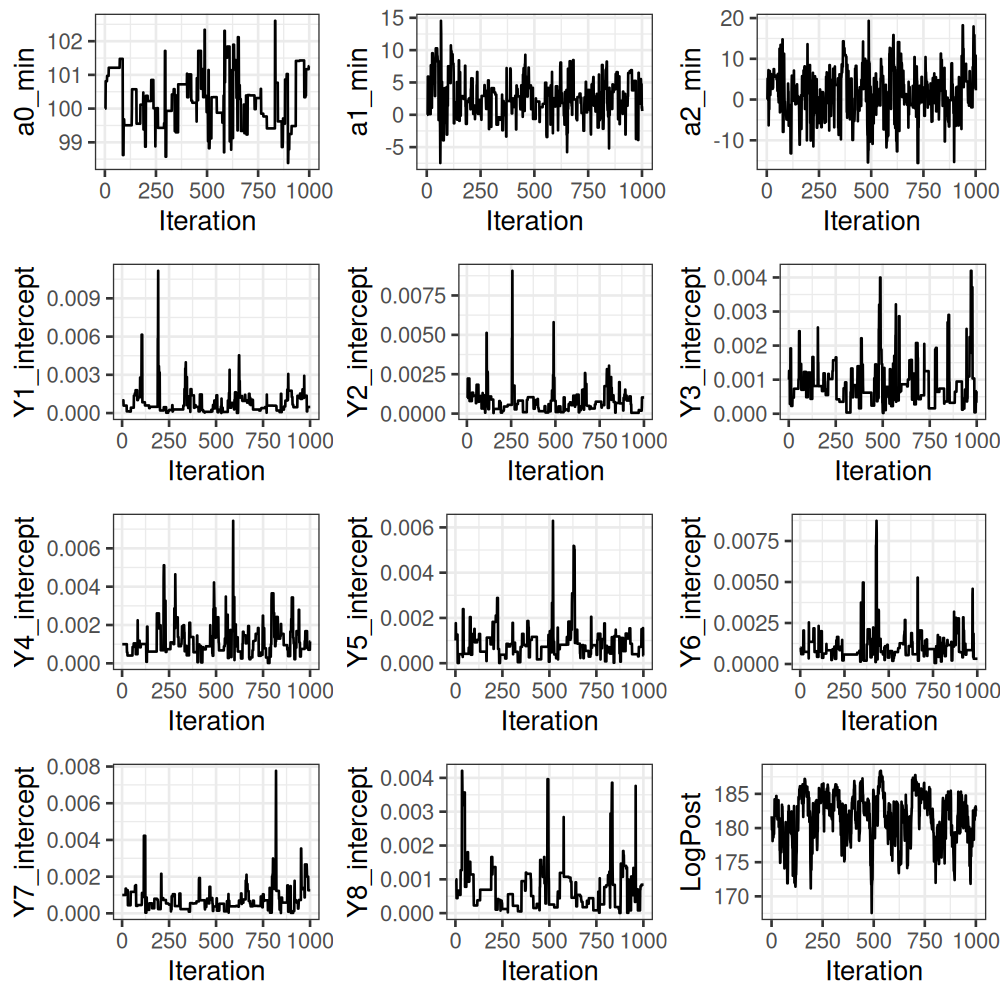 a0_min
102
101
100
99
0 250 500 750 1000
Iteration
a1_min
15
10
5
0
-5
0 250 500 750 1000
Iteration
a2_min
20
10
0
-10
0 250 500 750 1000
Iteration
Y1_intercept
0.009
0.006
0.003
0.000
0 250 500 750 1000
Iteration
Y2_intercept
0.0075
0.0050
0.0025
0.0000
0 250 500 750 1000
Iteration
Y3_intercept
0.004
0.003
0.002
0.001
0.000
0 250 500 750 1000
Iteration
Y4_intercept
0.006
0.004
0.002
0.000
0 250 500 750 1000
Iteration
Y5_intercept
0.006
0.004
0.002
0.000
0 250 500 750 1000
Iteration
Y6_intercept
0.0075
0.0050
0.0025
0.0000
0 250 500 750 1000
Iteration
Y7_intercept
0.008
0.006
0.004
0.002
0.000
0 250 500 750 1000
Iteration
Y8_intercept
0.004
0.003
0.002
0.001
0.000
0 250 500 750 1000
Iteration
LogPost
185
180
175
170
0 250 500 750 1000
Iteration